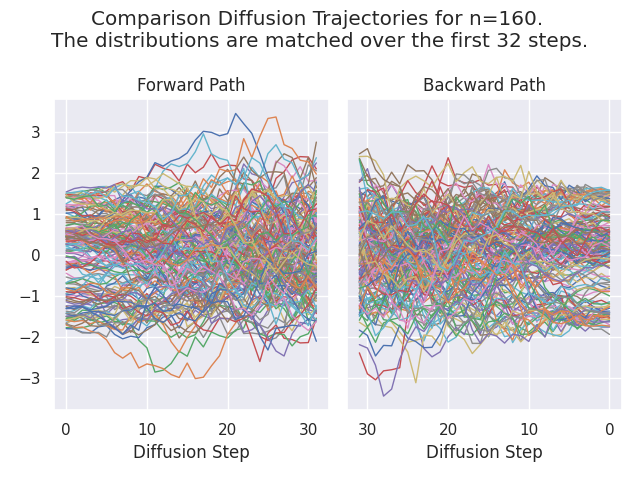 Comparison Diffusion Trajectories for n=160.
The distributions are matched over the first 32 steps.
Forward Path
Backward Path
3
2
1
0
−1
−2
−3
0 10 20 30
30 20 10 0
Diffusion Step
Diffusion Step